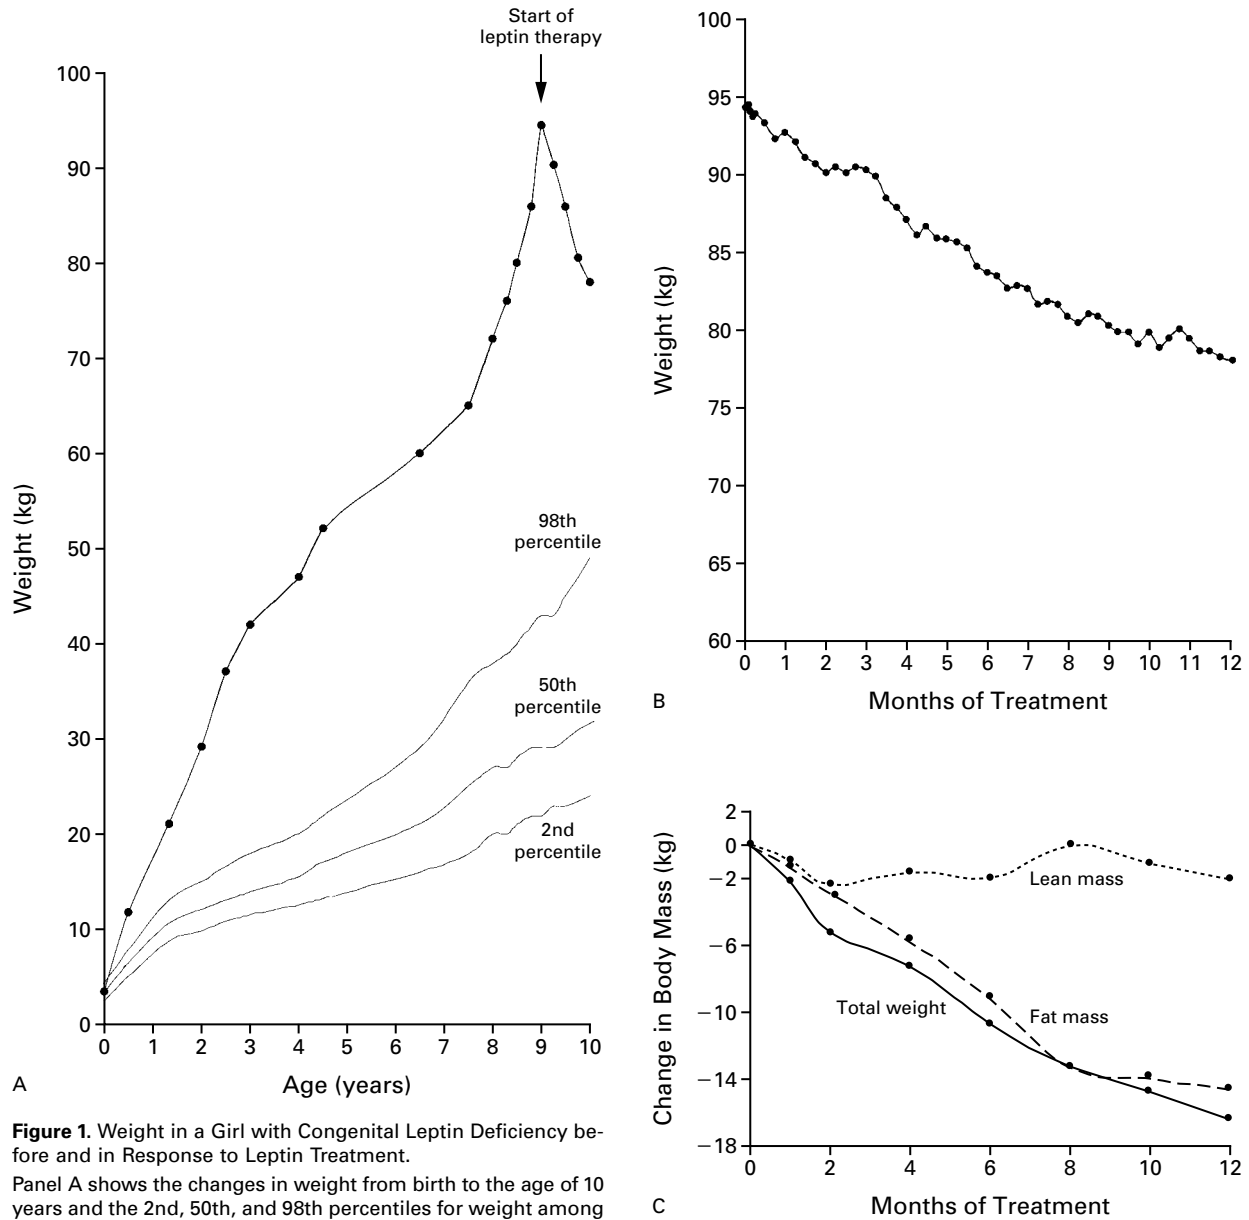 Start of
leptin therapy
100
90
80
70
60
50
40
30
20
10
0
Weight (kg)
98th
percentile
50th
percentile
2nd
percentile
0 1 2 3 4 5 6 7 8 9 10
Age (years)
A
Figure 1. Weight in a Girl with Congenital Leptin Deficiency be-
fore and in Response to Leptin Treatment.
Panel A shows the changes in weight from birth to the age of 10
years and the 2nd, 50th, and 98th percentiles for weight among
100
95
90
85
80
75
70
65
60
Weight (kg)
0 1 2 3 4 5 6 7 8 9 10 11 12
Months of Treatment
B
2
0
−2
−6
−10
−14
−18
Change in Body Mass (kg)
Lean mass
Total weight
Fat mass
0 2 4 6 8 10 12
Months of Treatment
C